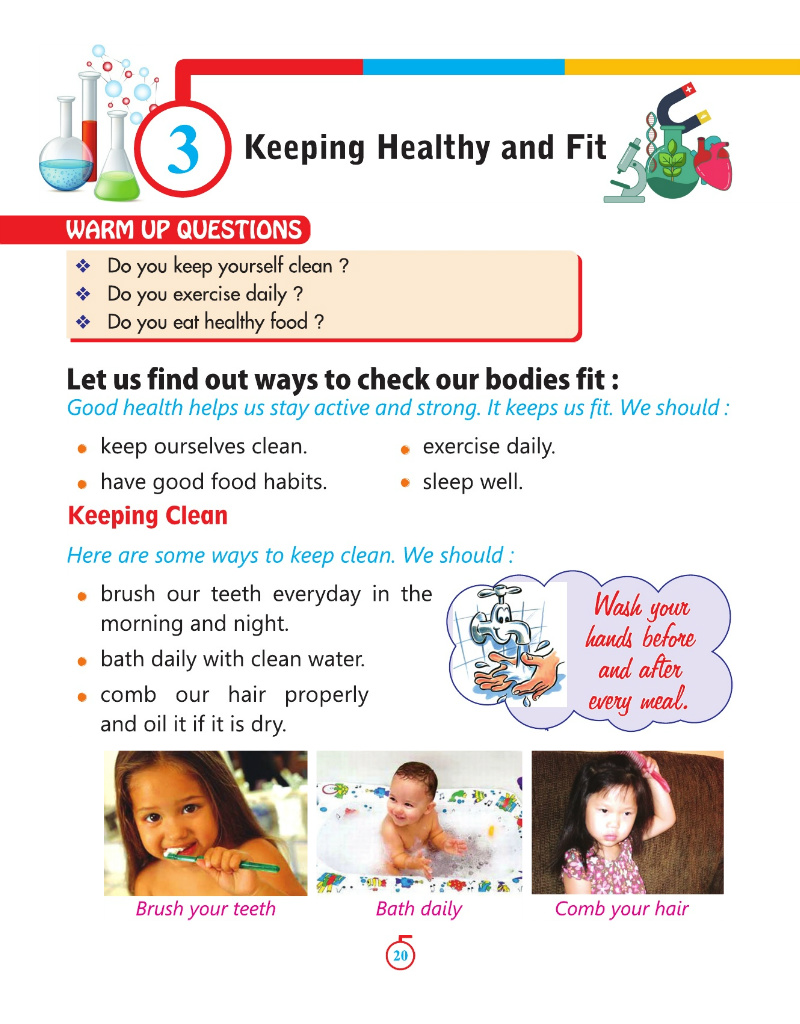 3
Keeping Healthy and Fit
WARM UP QUESTIONS
❖ Do you keep yourself clean ?
❖ Do you exercise daily ?
❖ Do you eat healthy food ?
Let us find out ways to check our bodies fit :
Good health helps us stay active and strong. It keeps us fit. We should :
• keep ourselves clean.
• exercise daily.
• have good food habits.
• sleep well.
Keeping Clean
Here are some ways to keep clean. We should :
• brush our teeth everyday in the
morning and night.
• bath daily with clean water.
• comb our hair properly
and oil it if it is dry.
Wash your
hands before
and after
every meal.
Brush your teeth
Bath daily
Comb your hair
20